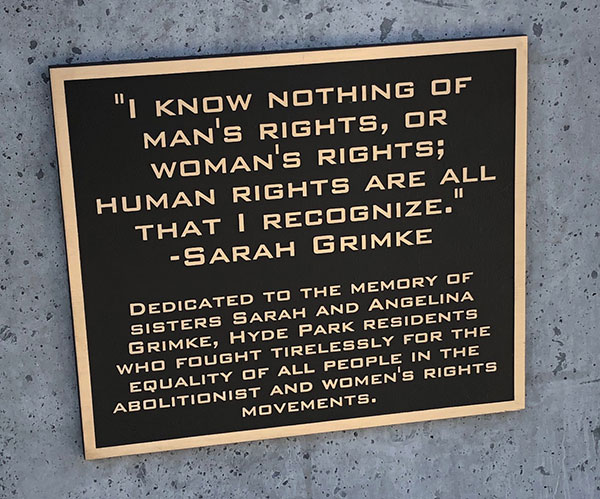 "I KNOW NOTHING OF
MAN'S RIGHTS, OR
WOMAN'S RIGHTS;
HUMAN RIGHTS ARE ALL
THAT I RECOGNIZE."
-SARAH GRIMKE
DEDICATED TO THE MEMORY OF
SISTERS SARAH AND ANGELINA
GRIMKE, HYDE PARK RESIDENTS
WHO FOUGHT TIRELESSLY FOR THE
EQUALITY OF ALL PEOPLE IN THE
ABOLITIONIST AND WOMEN'S RIGHTS
MOVEMENTS.